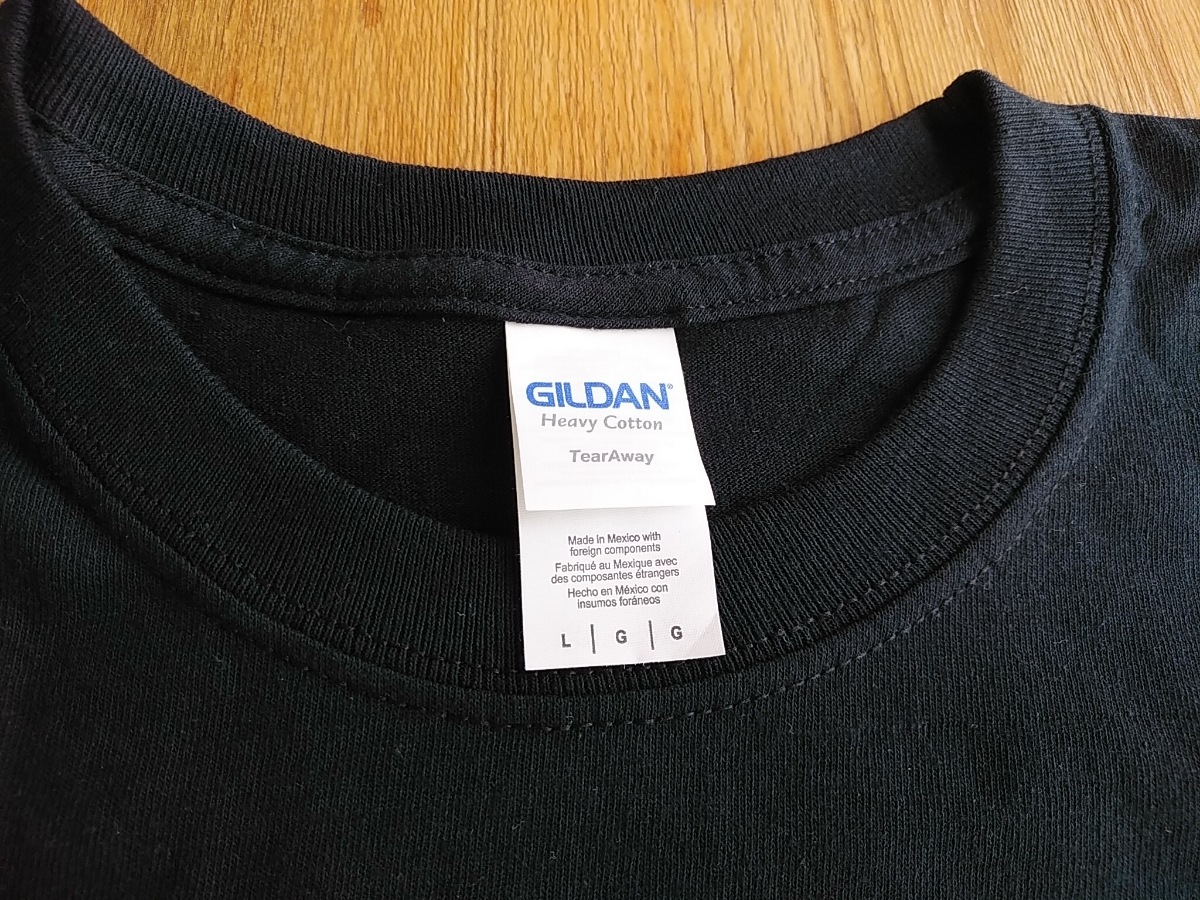 GILDAN®
Heavy Cotton
TearAway
Made in Mexico with
foreign components
Fabriqué au Mexique avec
des composantes étrangers
Hecho en México con
insumos foráneos
L | G | G